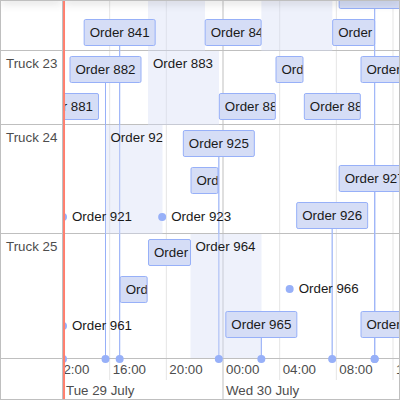 Order 841
Order 84
Order
Truck 23
Order 882
Order 883
Ord
Order
881
Order 88
Order 88
Truck 24
Order 92
Order 925
Ord
Order 927
Order 921
Order 923
Order 926
Truck 25
Order 964
Order
Ord
Order 966
Order 961
Order 965
Order
2:00
16:00
20:00
00:00
04:00
08:00
Tue 29 July
Wed 30 July